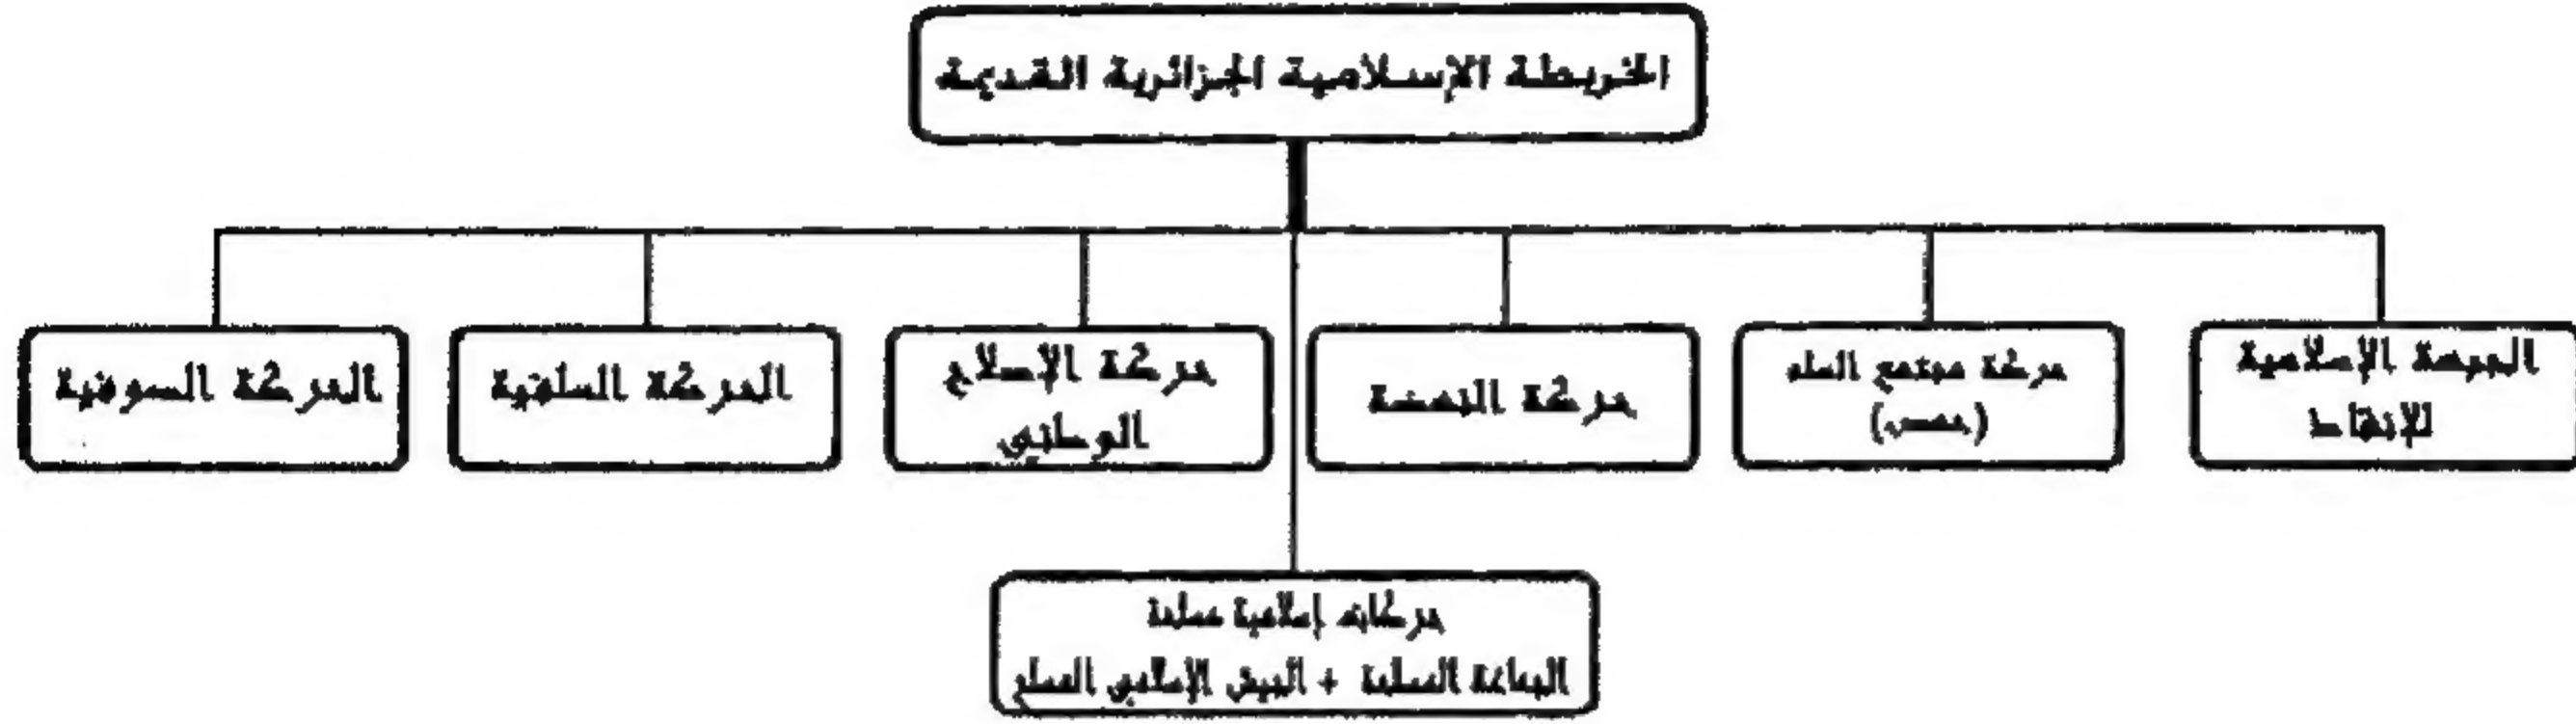 الخريطة الإسلامية الجزائرية القديمة
الجبهة الإسلامية
للإنقاذ
حركة مجتمع السلم
(حمس)
حركة النهضة
حركة الإصلاح
الوطني
الحركة السلفية
الحركة الصوفية
حركات إسلامية مسلحة
الجماعة المسلحة + الجيش الإسلامي المسلح